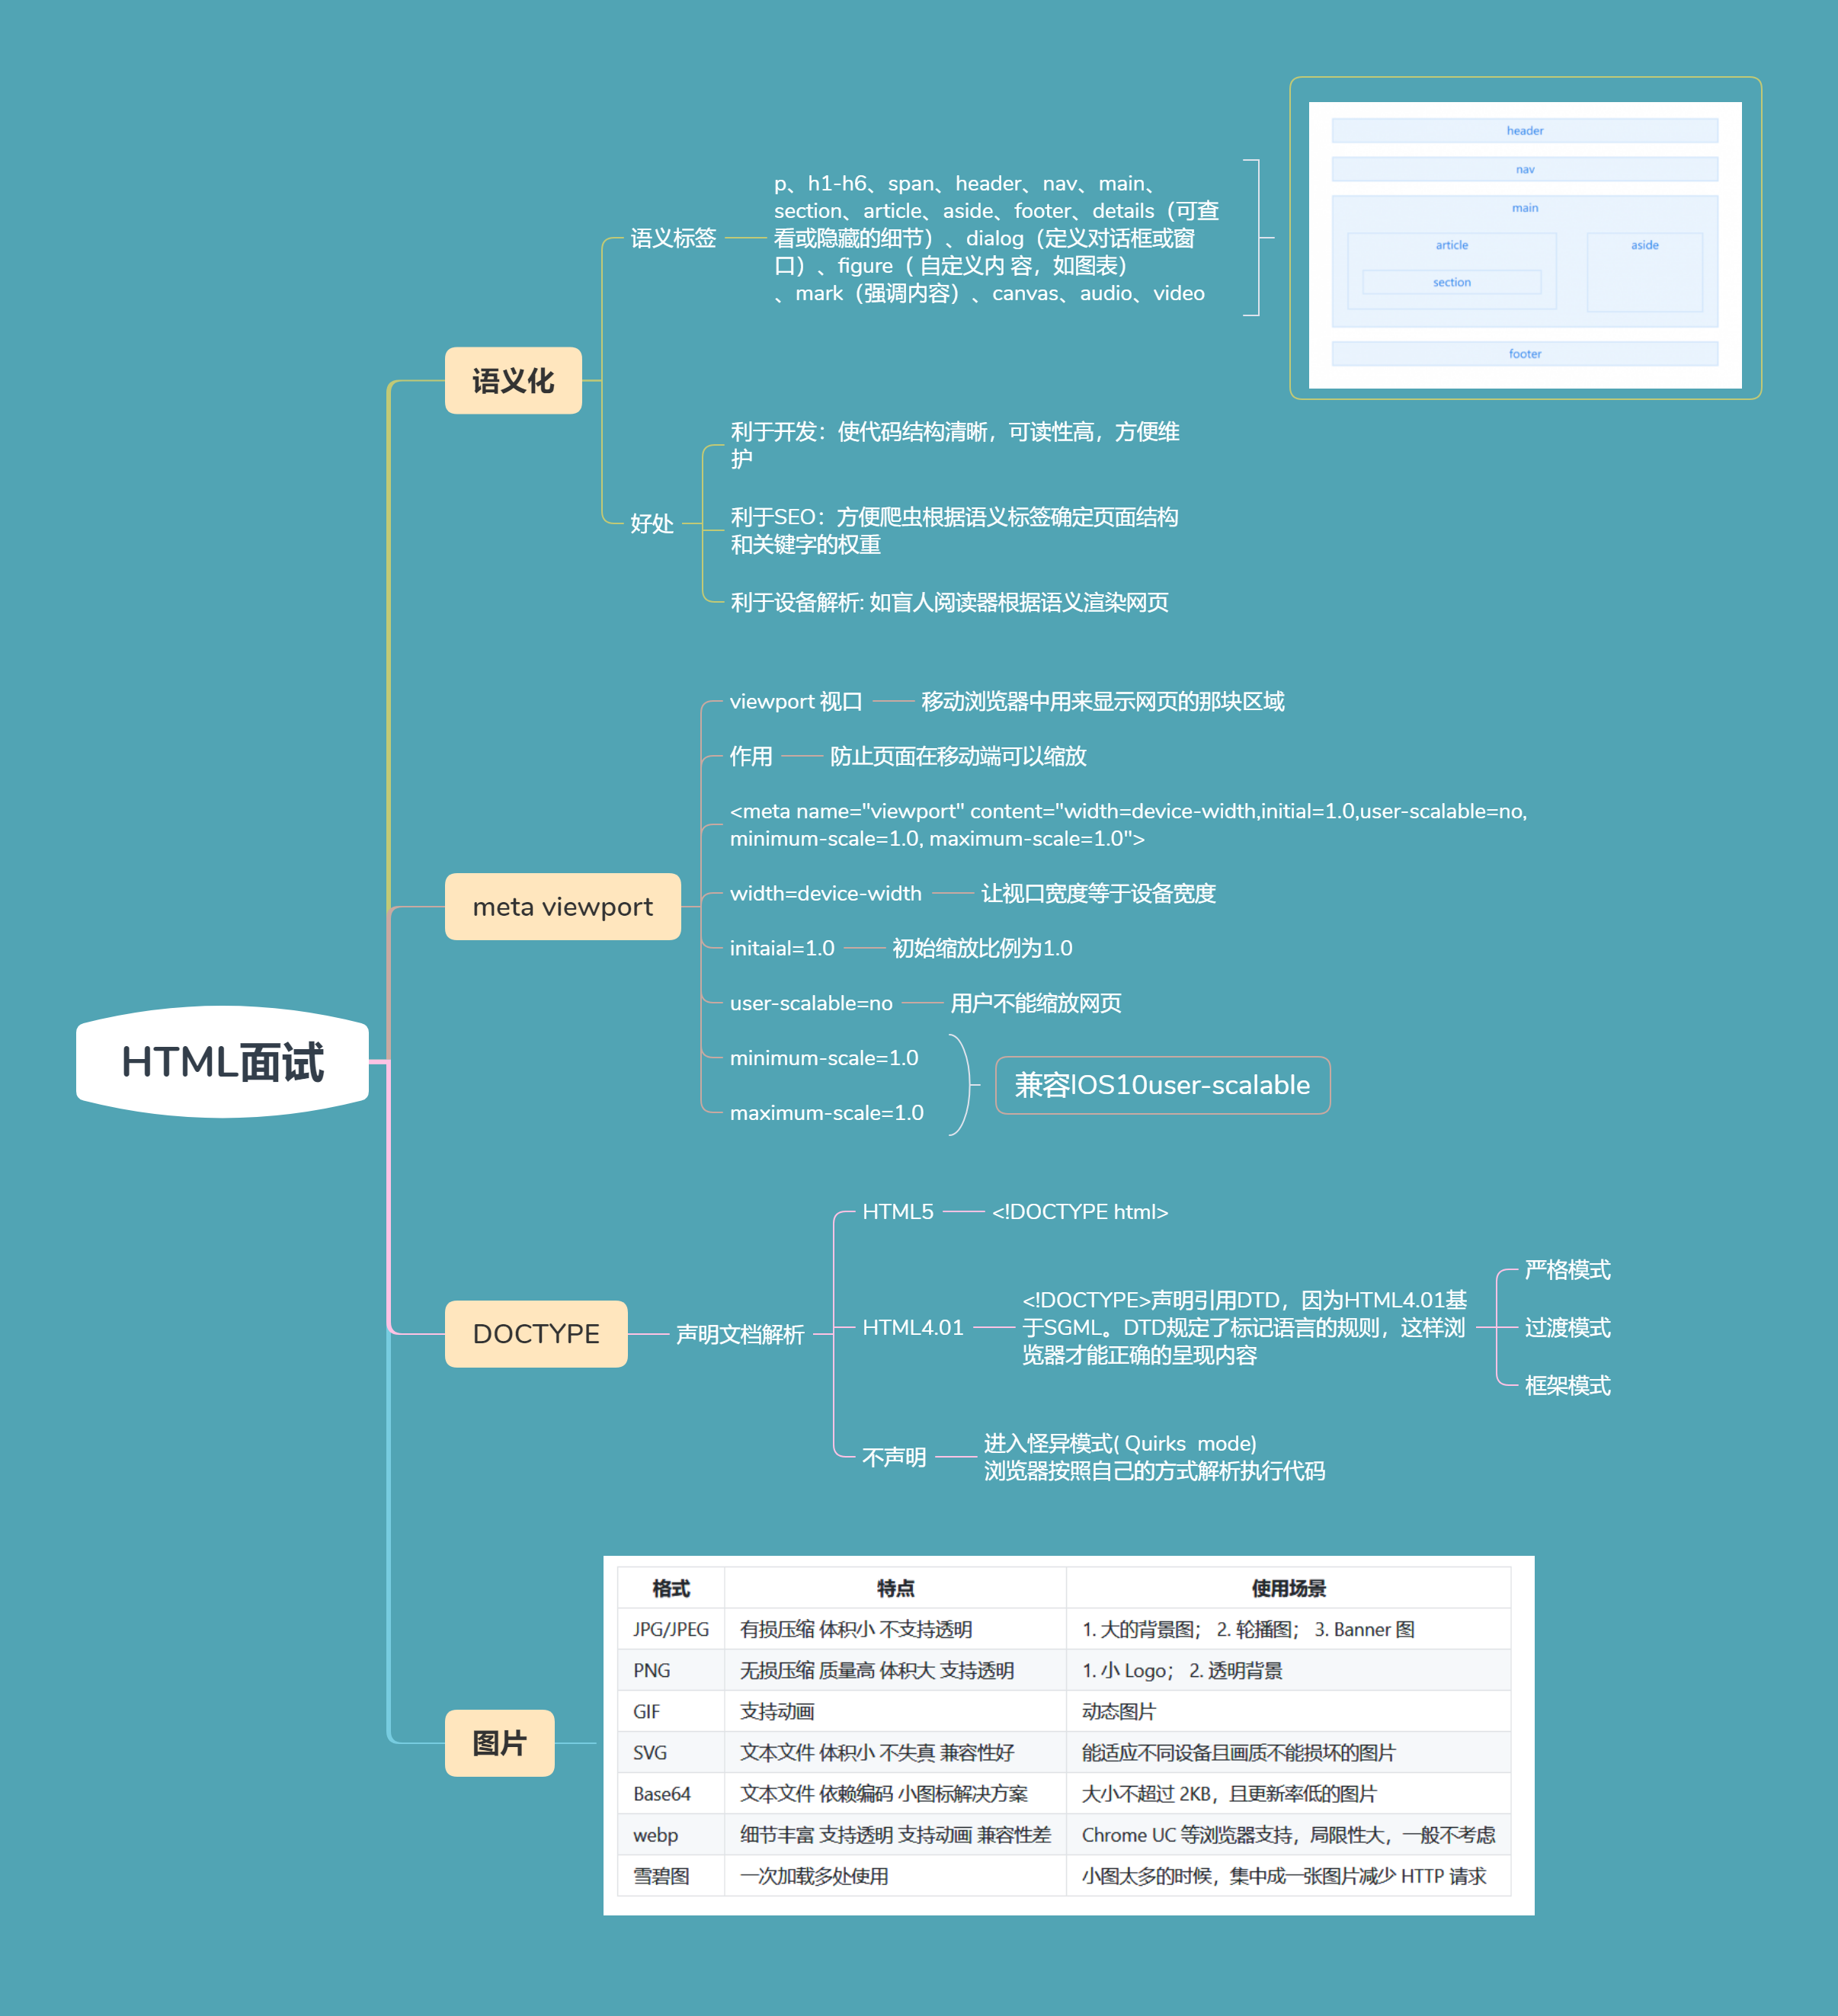 HTML面试
语义化
语义标签
p、h1-h6、span、header、nav、main、
section、article、aside、footer、details（可查
看或隐藏的细节）、dialog（定义对话框或窗
口）、figure（ 自定义内 容，如图表）
、mark（强调内容）、canvas、audio、video
header
nav
main
article
aside
section
footer
好处
利于开发：使代码结构清晰，可读性高，方便维
护
利于SEO：方便爬虫根据语义标签确定页面结构
和关键字的权重
利于设备解析: 如盲人阅读器根据语义渲染网页
meta viewport
viewport 视口
移动浏览器中用来显示网页的那块区域
作用
防止页面在移动端可以缩放
<meta name="viewport" content="width=device-width,initial=1.0,user-scalable=no,
minimum-scale=1.0, maximum-scale=1.0">
width=device-width
让视口宽度等于设备宽度
initaial=1.0
初始缩放比例为1.0
user-scalable=no
用户不能缩放网页
minimum-scale=1.0
maximum-scale=1.0
兼容IOS10user-scalable
DOCTYPE
声明文档解析
HTML5
<!DOCTYPE html>
HTML4.01
<!DOCTYPE>声明引用DTD，因为HTML4.01基
于SGML。DTD规定了标记语言的规则，这样浏
览器才能正确的呈现内容
严格模式
过渡模式
框架模式
不声明
进入怪异模式( Quirks  mode)
浏览器按照自己的方式解析执行代码
图片
格式 特点 使用场景
JPG/JPEG 有损压缩 体积小 不支持透明 1. 大的背景图； 2. 轮播图； 3. Banner 图
PNG 无损压缩 质量高 体积大 支持透明 1. 小 Logo； 2. 透明背景
GIF 支持动画 动态图片
SVG 文本文件 体积小 不失真 兼容性好 能适应不同设备且画质不能损坏的图片
Base64 文本文件 依赖编码 小图标解决方案 大小不超过 2KB，且更新率低的图片
webp 细节丰富 支持透明 支持动画 兼容性差 Chrome UC 等浏览器支持，局限性大，一般不考虑
雪碧图 一次加载多处使用 小图太多的时候，集中成一张图片减少 HTTP 请求